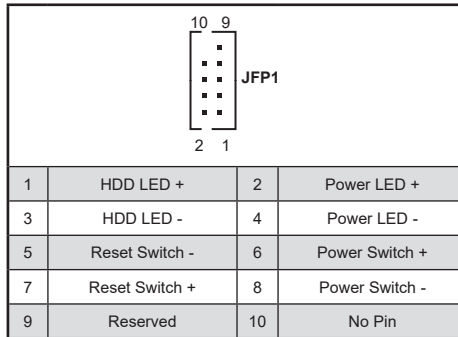 10 9
JFP1
2 1
1 HDD LED + 2 Power LED +
3 HDD LED - 4 Power LED -
5 Reset Switch - 6 Power Switch +
7 Reset Switch + 8 Power Switch -
9 Reserved 10 No Pin